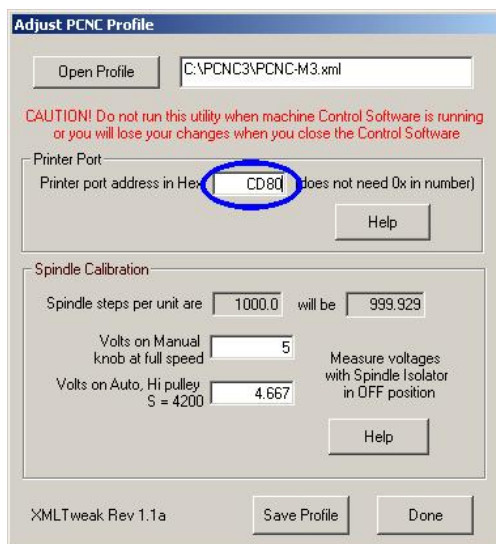 Adjust PCNC Profile
Open Profile C:\PCNC3\PCNC-M3.xml
CAUTION! Do not run this utility when machine Control Software is running
or you will lose your changes when you close the Control Software
Printer Port
Printer port address in Hex CD80 (does not need 0x in number)
Help
Spindle Calibration
Spindle steps per unit are 1000.0 will be 999.929
Volts on Manual
knob at full speed 5
Volts on Auto, Hi pulley
S = 4200 4.667
Measure voltages
with Spindle Isolator
in OFF position
Help
XMLTweak Rev 1.1a Save Profile Done